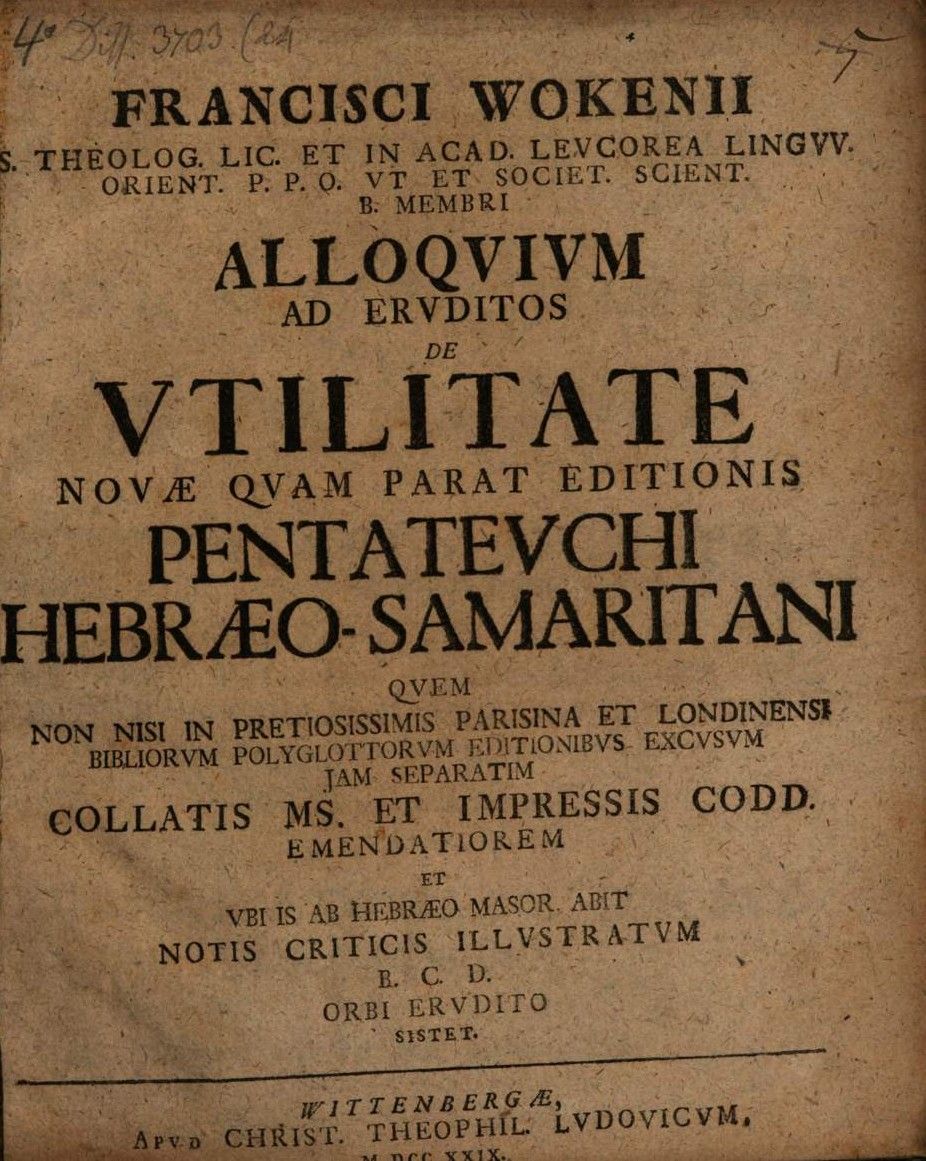 4° Diss. 3703 (24
FRANCISCI WOKENII
S. THEOLOG. LIC. ET IN ACAD. LEVCOREA LINGVV.
ORIENT. P. P. O. VT ET SOCIET. SCIENT.
B. MEMBRI
ALLOQVIVM
AD ERVDITOS
DE
VTILITATE
NOVÆ QVAM PARAT EDITIONIS
PENTATEVCHI
HEBRÆO-SAMARITANI
QVEM
NON NISI IN PRETIOSISSIMIS PARISINA ET LONDINENSI
BIBLIORVM POLYGLOTTORVM EDITIONIBVS EXCVSVM
JAM SEPARATIM
COLLATIS MS. ET IMPRESSIS CODD.
EMENDATIOREM
ET
VBI IS AB HEBRÆO MASOR. ABIT
NOTIS CRITICIS ILLVSTRATVM
B. C. D.
ORBI ERVDITO
SISTET.
WITTENBERGÆ,
APVD CHRIST. THEOPHIL. LVDOVICVM,
M DCC XXIX.